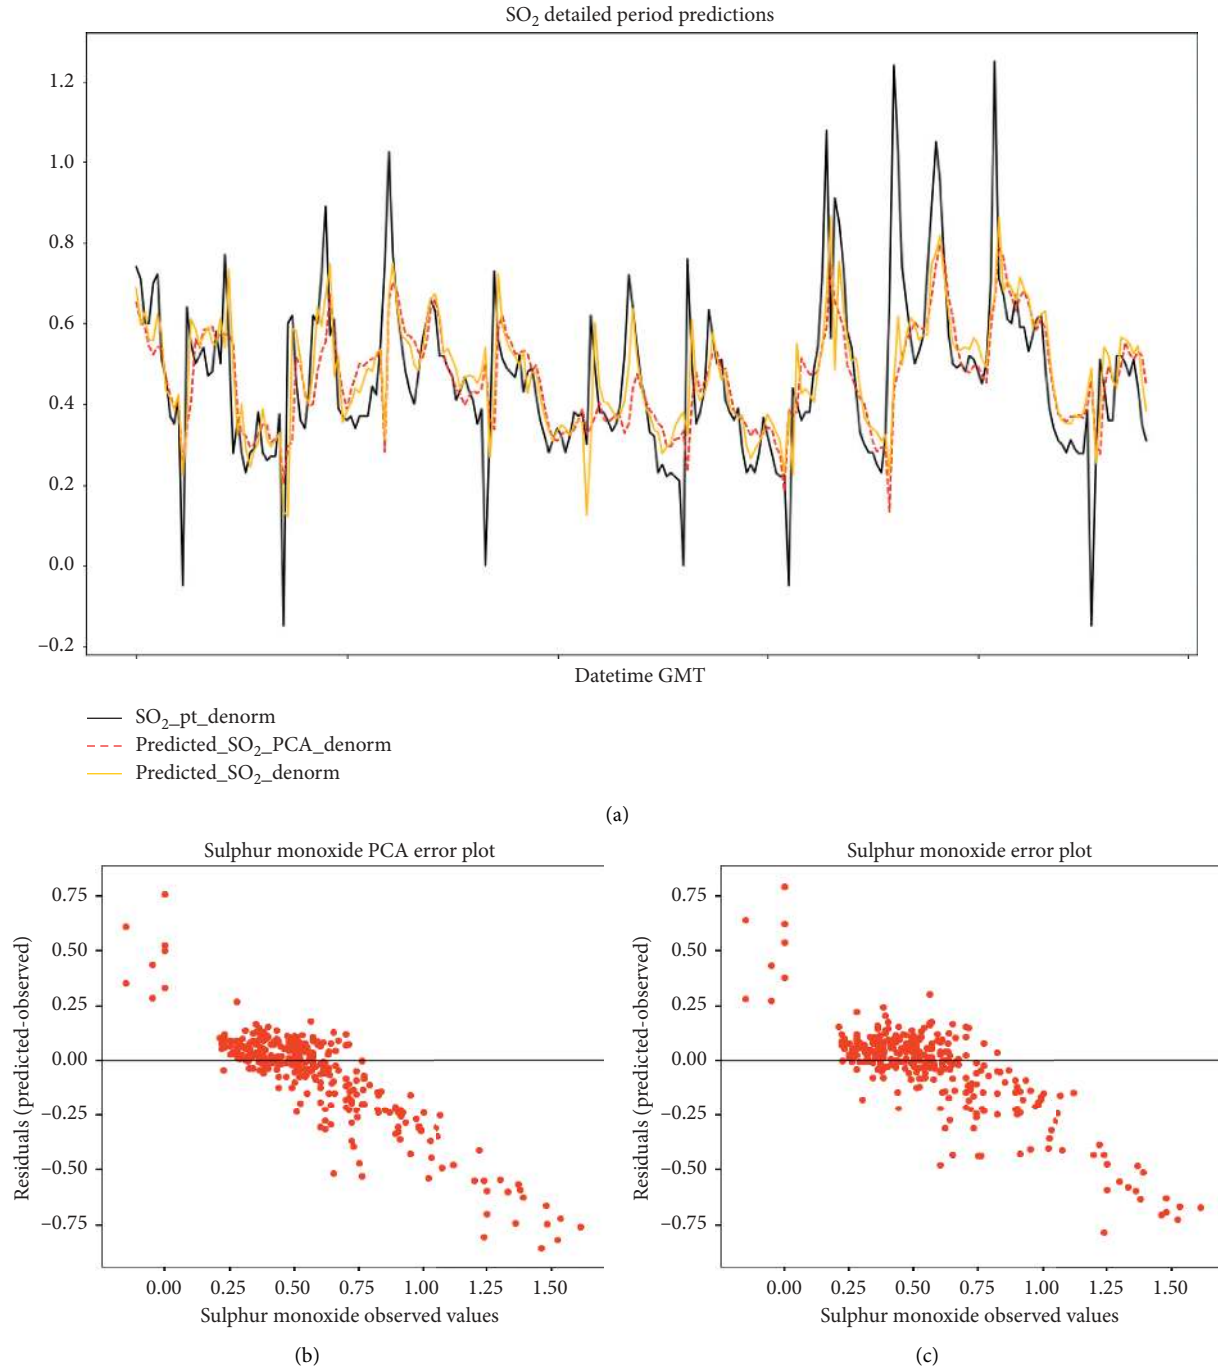 SO₂ detailed period predictions
1.2
1.0
0.8
0.6
0.4
0.2
0.0
–0.2
Datetime GMT
SO₂_pt_denorm
Predicted_SO₂_PCA_denorm
Predicted_SO₂_denorm
(a)
Sulphur monoxide PCA error plot
Residuals (predicted-observed)
0.75
0.50
0.25
0.00
–0.25
–0.50
–0.75
0.00 0.25 0.50 0.75 1.00 1.25 1.50
Sulphur monoxide observed values
(b)
Sulphur monoxide error plot
Residuals (predicted-observed)
0.75
0.50
0.25
0.00
–0.25
–0.50
–0.75
0.00 0.25 0.50 0.75 1.00 1.25 1.50
Sulphur monoxide observed values
(c)